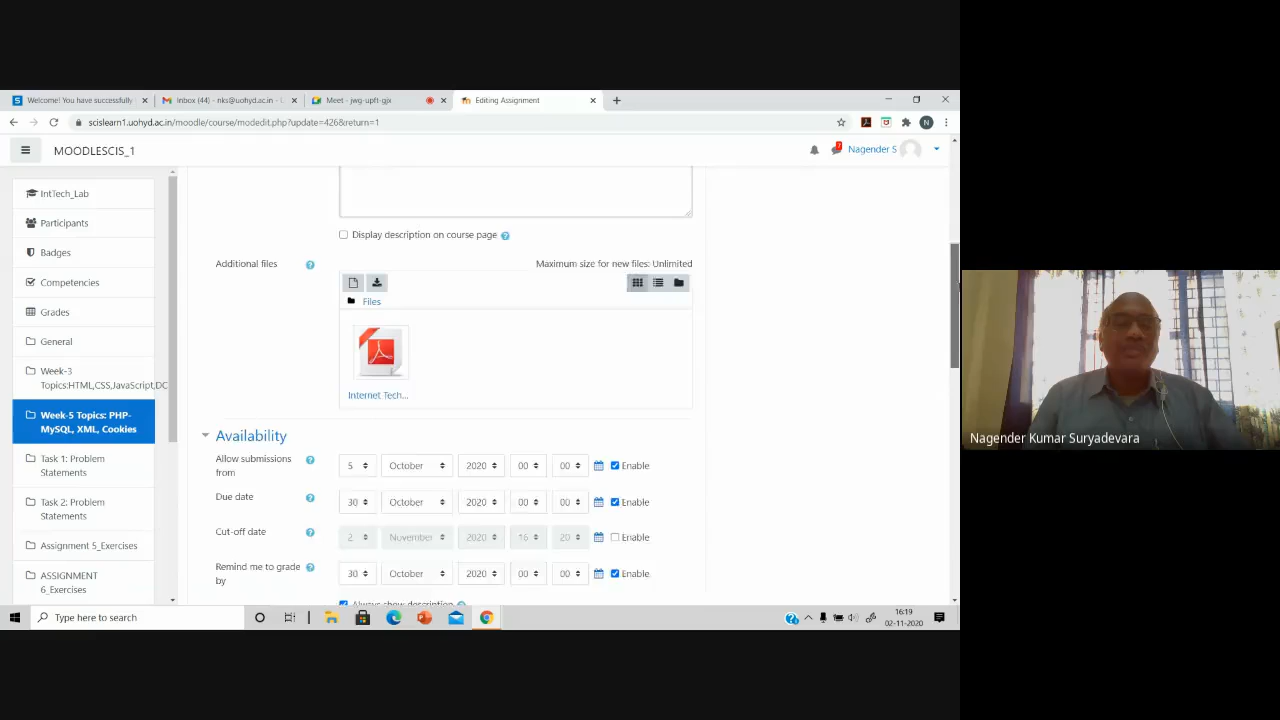 Welcome! You have successfully
Inbox (44) - nks@uohyd.ac.in - U
Meet - jwg-upft-gjx
Editing Assignment
scislearn1.uohyd.ac.in/moodle/course/modedit.php?update=426&return=1
N
MOODLESCIS_1
Nagender S
IntTech_Lab
Participants
Badges
Competencies
Grades
General
Week-3
Topics:HTML,CSS,JavaScript,DC
Week-5 Topics: PHP-
MySQL, XML, Cookies
Task 1: Problem
Statements
Task 2: Problem
Statements
Assignment 5_Exercises
ASSIGNMENT
6_Exercises
Display description on course page
Additional files
Maximum size for new files: Unlimited
Files
Internet Tech...
Availability
Allow submissions
from
5 October 2020 00 00 Enable
Due date
30 October 2020 00 00 Enable
Cut-off date
2 November 2020 16 20 Enable
Remind me to grade
by
30 October 2020 00 00 Enable
Always show description
Type here to search
16:19
02-11-2020
Nagender Kumar Suryadevara